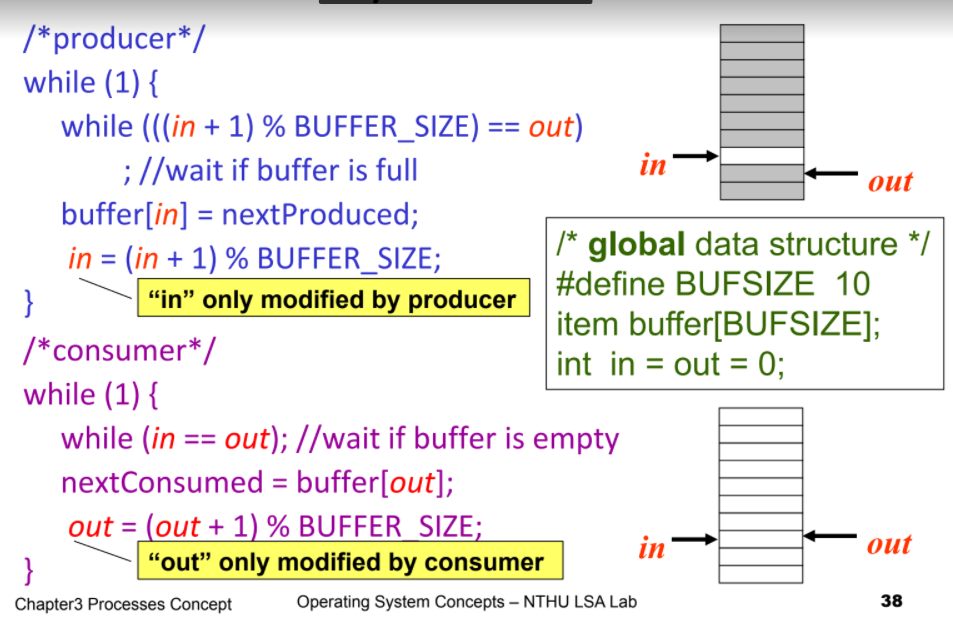 /*producer*/
while (1) {
while (((in + 1) % BUFFER_SIZE) == out)
; //wait if buffer is full
buffer[in] = nextProduced;
in = (in + 1) % BUFFER_SIZE;
}
"in" only modified by producer
/*consumer*/
while (1) {
while (in == out); //wait if buffer is empty
nextConsumed = buffer[out];
out = (out + 1) % BUFFER_SIZE;
}
"out" only modified by consumer
in
out
/* global data structure */
#define BUFSIZE 10
item buffer[BUFSIZE];
int in = out = 0;
in
out
Chapter3 Processes Concept
Operating System Concepts – NTHU LSA Lab
38